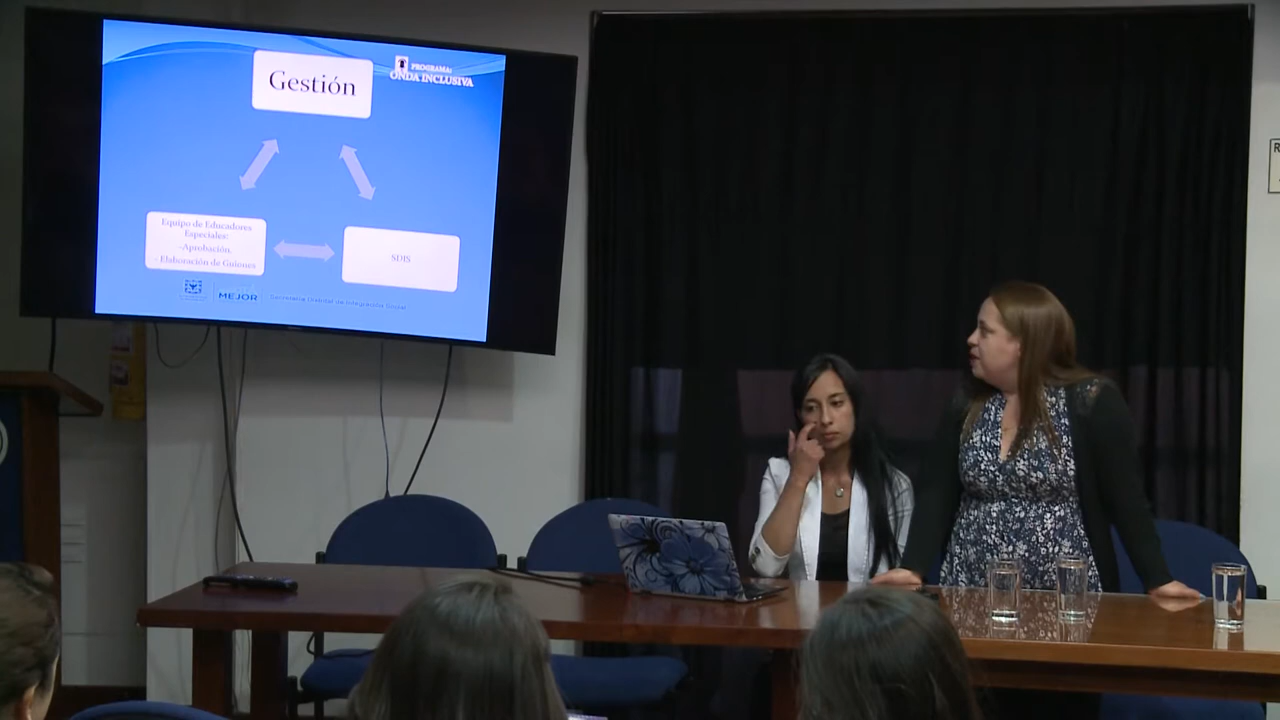 Gestión
PROGRAMA:
ONDA INCLUSIVA
Equipo de Educadores
Especiales:
-Aprobación.
- Elaboración de Guiones
SDIS
MEJOR
Secretaría Distrital de Integración Social
R